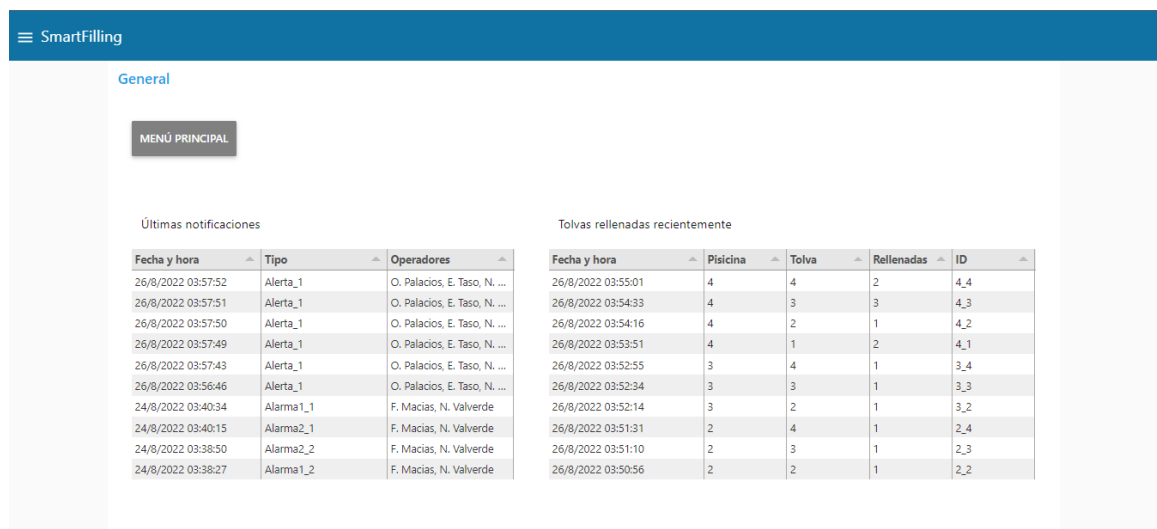 SmartFilling
General
MENÚ PRINCIPAL
Últimas notificaciones
Fecha y hora Tipo Operadores
26/8/2022 03:57:52 Alerta_1 O. Palacios, E. Taso, N. ...
26/8/2022 03:57:51 Alerta_1 O. Palacios, E. Taso, N. ...
26/8/2022 03:57:50 Alerta_1 O. Palacios, E. Taso, N. ...
26/8/2022 03:57:49 Alerta_1 O. Palacios, E. Taso, N. ...
26/8/2022 03:57:43 Alerta_1 O. Palacios, E. Taso, N. ...
26/8/2022 03:56:46 Alerta_1 O. Palacios, E. Taso, N. ...
24/8/2022 03:40:34 Alarma1_1 F. Macias, N. Valverde
24/8/2022 03:40:15 Alarma2_1 F. Macias, N. Valverde
24/8/2022 03:38:50 Alarma2_2 F. Macias, N. Valverde
24/8/2022 03:38:27 Alarma1_2 F. Macias, N. Valverde
Tolvas rellenadas recientemente
Fecha y hora Pisicina Tolva Rellenadas ID
26/8/2022 03:55:01 4 4 2 4_4
26/8/2022 03:54:33 4 3 3 4_3
26/8/2022 03:54:16 4 2 1 4_2
26/8/2022 03:53:51 4 1 2 4_1
26/8/2022 03:52:55 3 4 1 3_4
26/8/2022 03:52:34 3 3 1 3_3
26/8/2022 03:52:14 3 2 1 3_2
26/8/2022 03:51:31 2 4 1 2_4
26/8/2022 03:51:10 2 3 1 2_3
26/8/2022 03:50:56 2 2 1 2_2